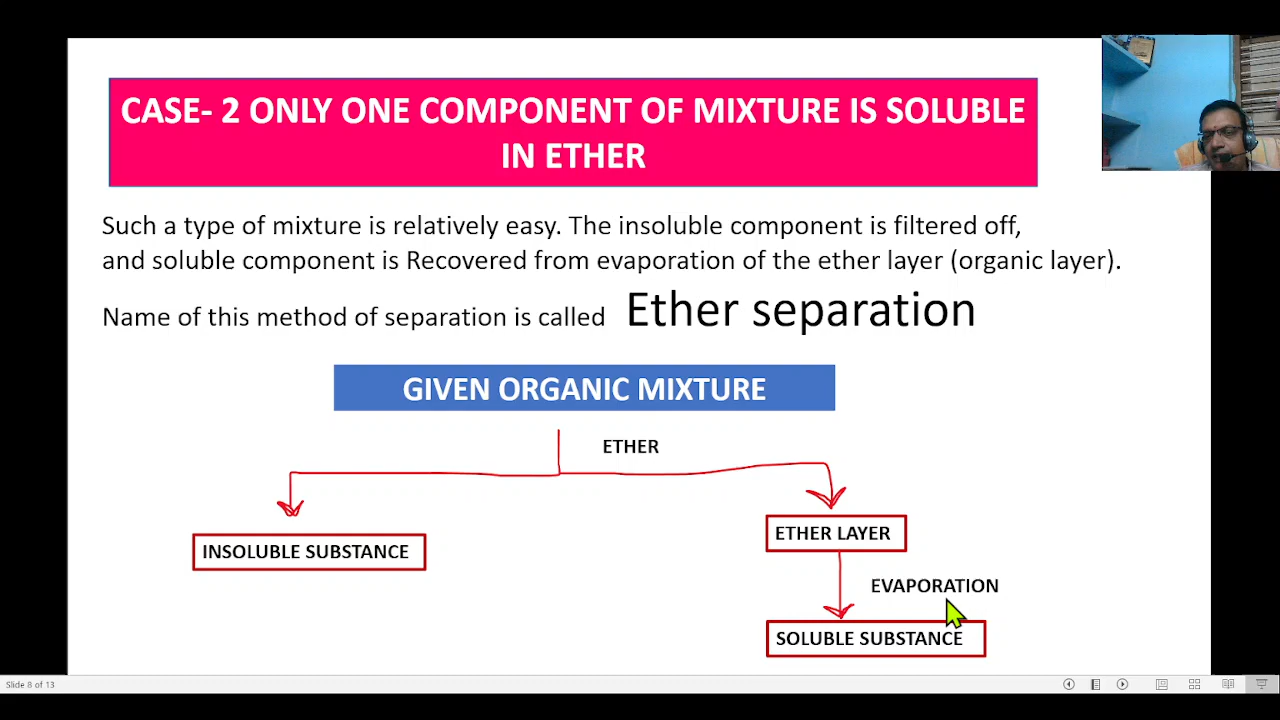 CASE- 2 ONLY ONE COMPONENT OF MIXTURE IS SOLUBLE
IN ETHER
Such a type of mixture is relatively easy. The insoluble component is filtered off,
and soluble component is Recovered from evaporation of the ether layer (organic layer).
Name of this method of separation is called Ether separation
GIVEN ORGANIC MIXTURE
ETHER
INSOLUBLE SUBSTANCE
ETHER LAYER
EVAPORATION
SOLUBLE SUBSTANCE
Slide 8 of 13